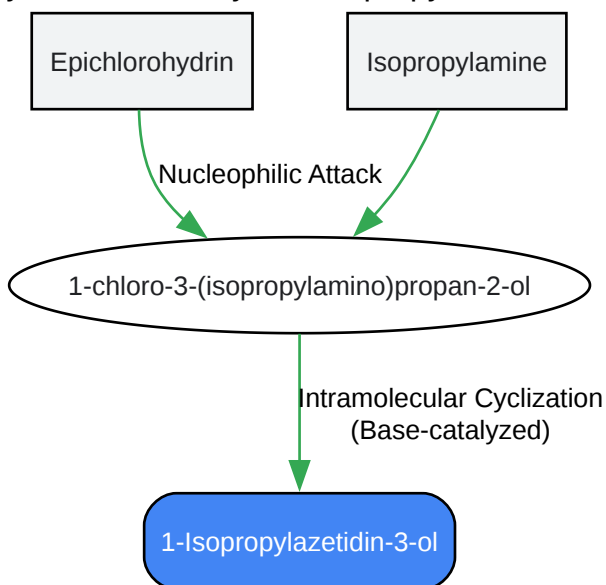 Epichlorohydrin
Isopropylamine
Nucleophilic Attack
1-chloro-3-(isopropylamino)propan-2-ol
Intramolecular Cyclization
(Base-catalyzed)
1-Isopropylazetidin-3-ol